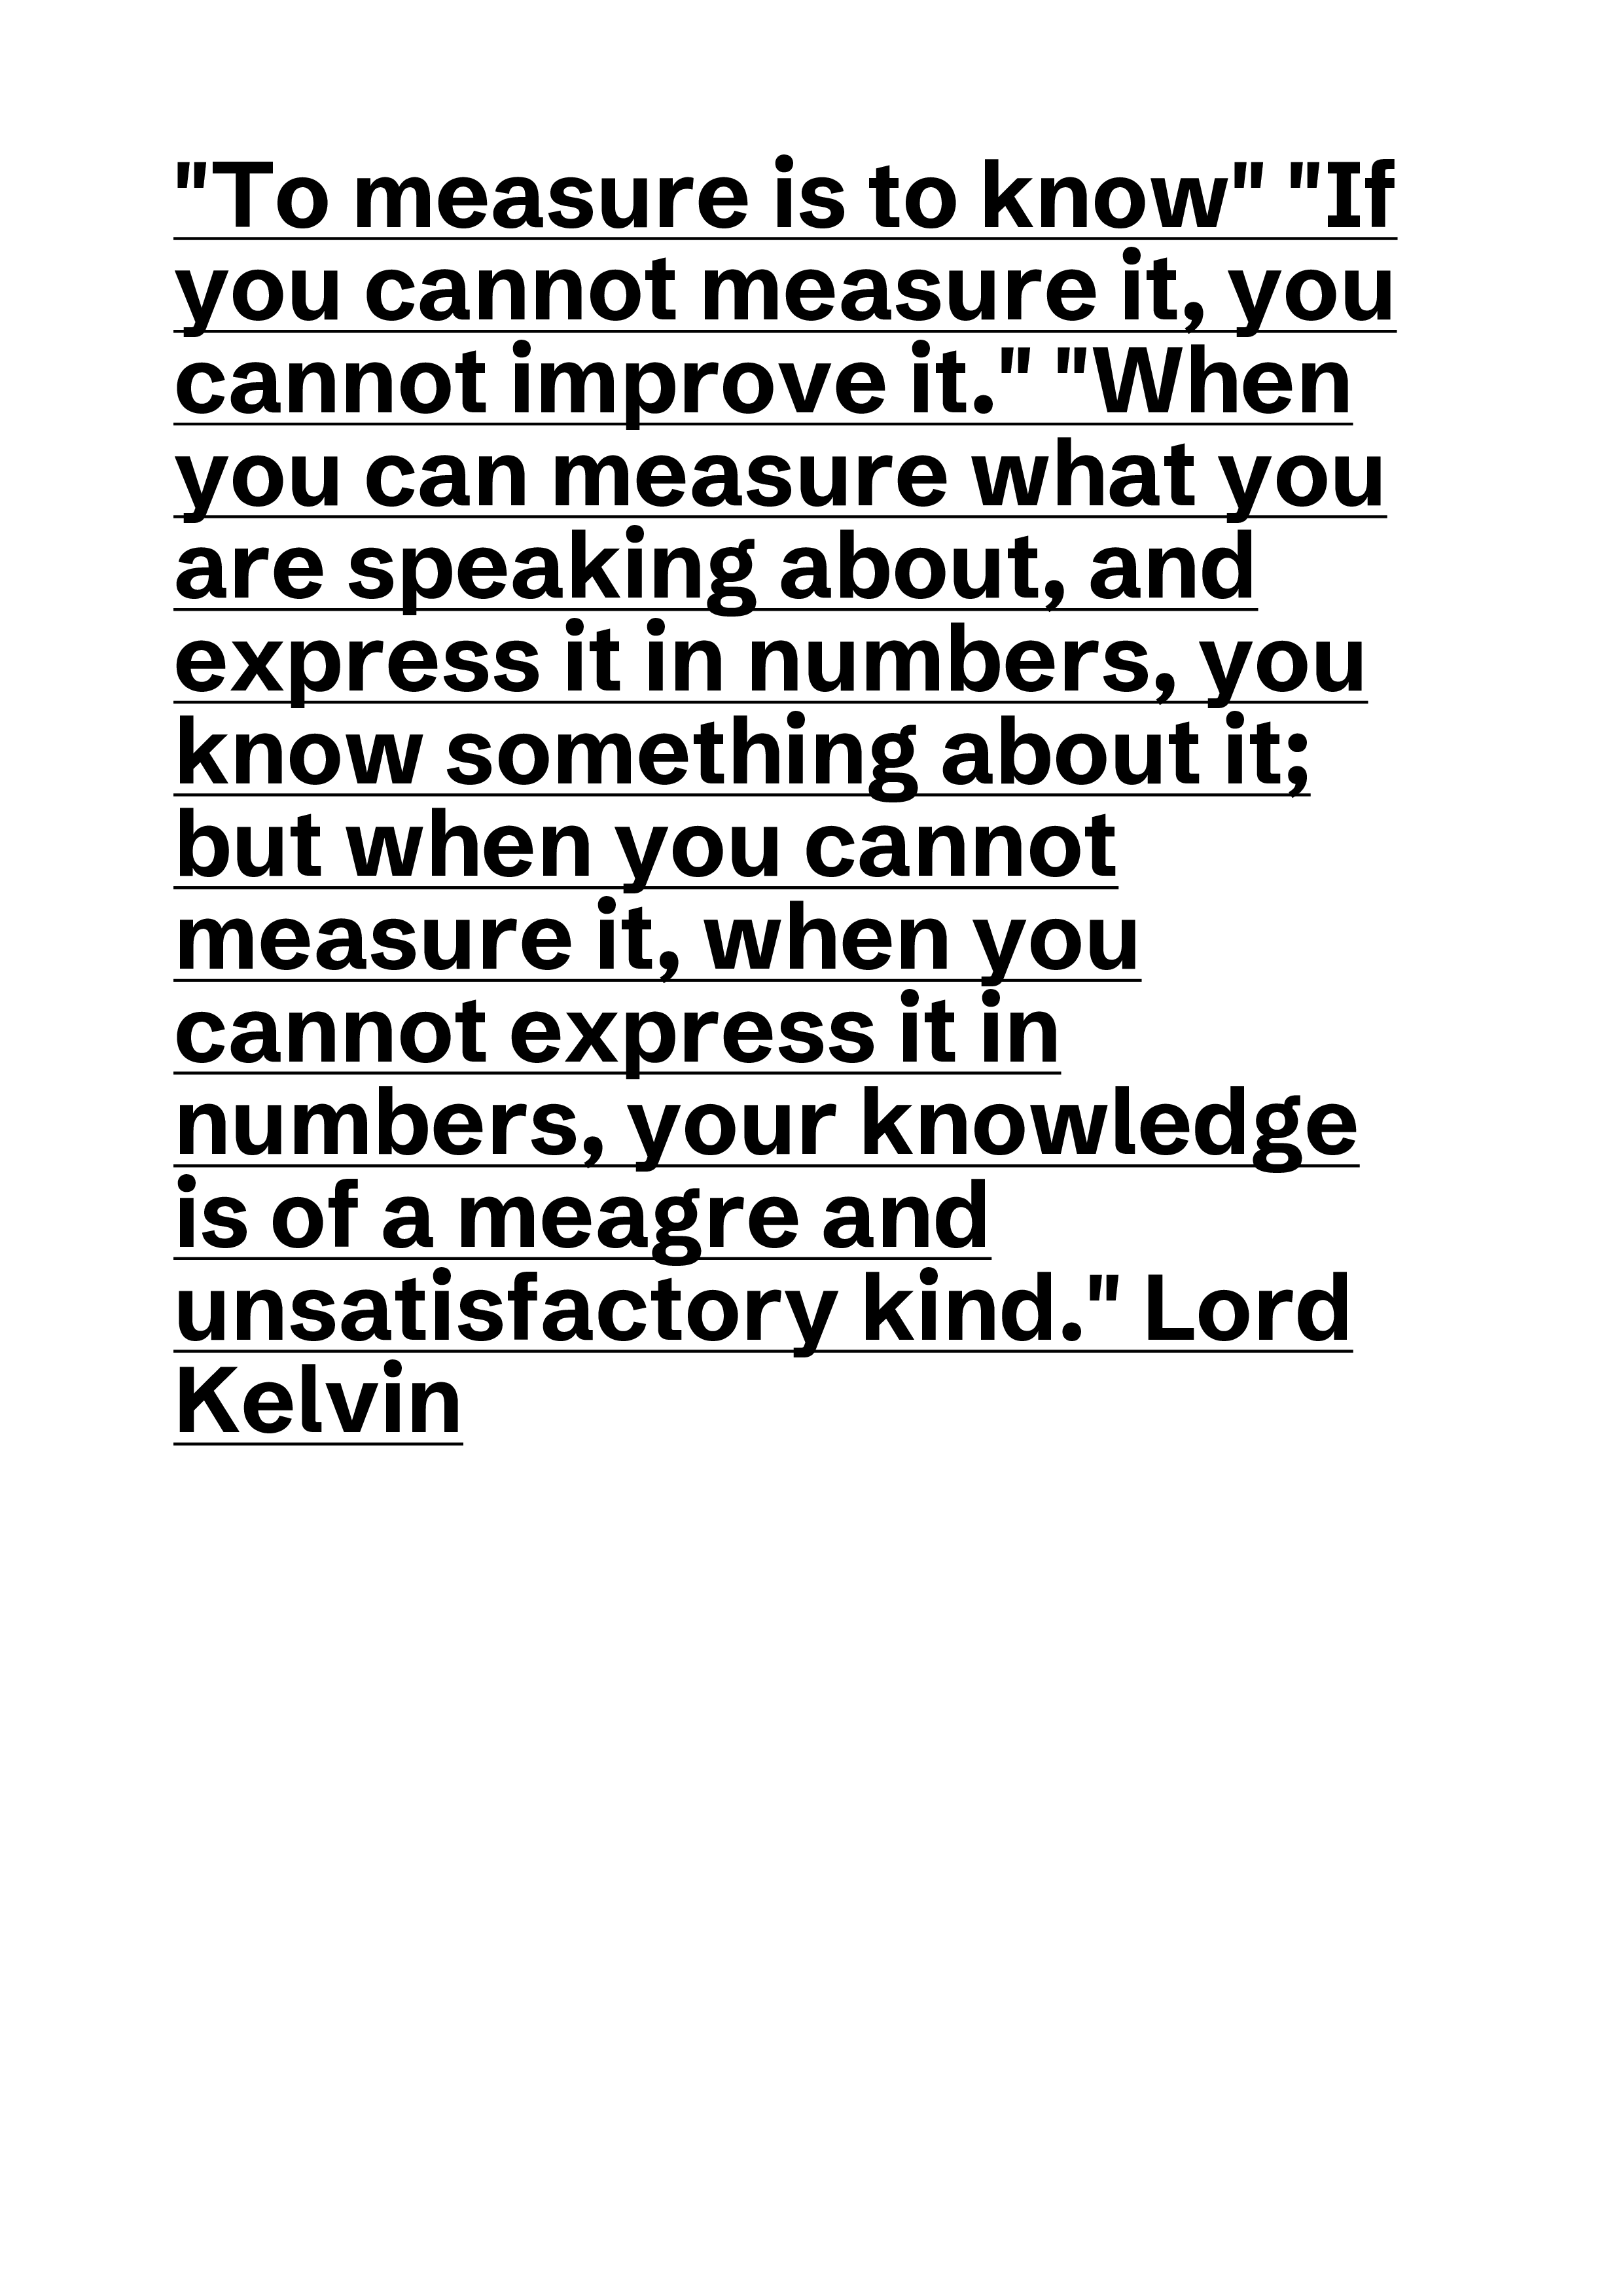 "To measure is to know" "If
you cannot measure it, you
cannot improve it." "When
you can measure what you
are speaking about, and
express it in numbers, you
know something about it;
but when you cannot
measure it, when you
cannot express it in
numbers, your knowledge
is of a meagre and
unsatisfactory kind." Lord
Kelvin